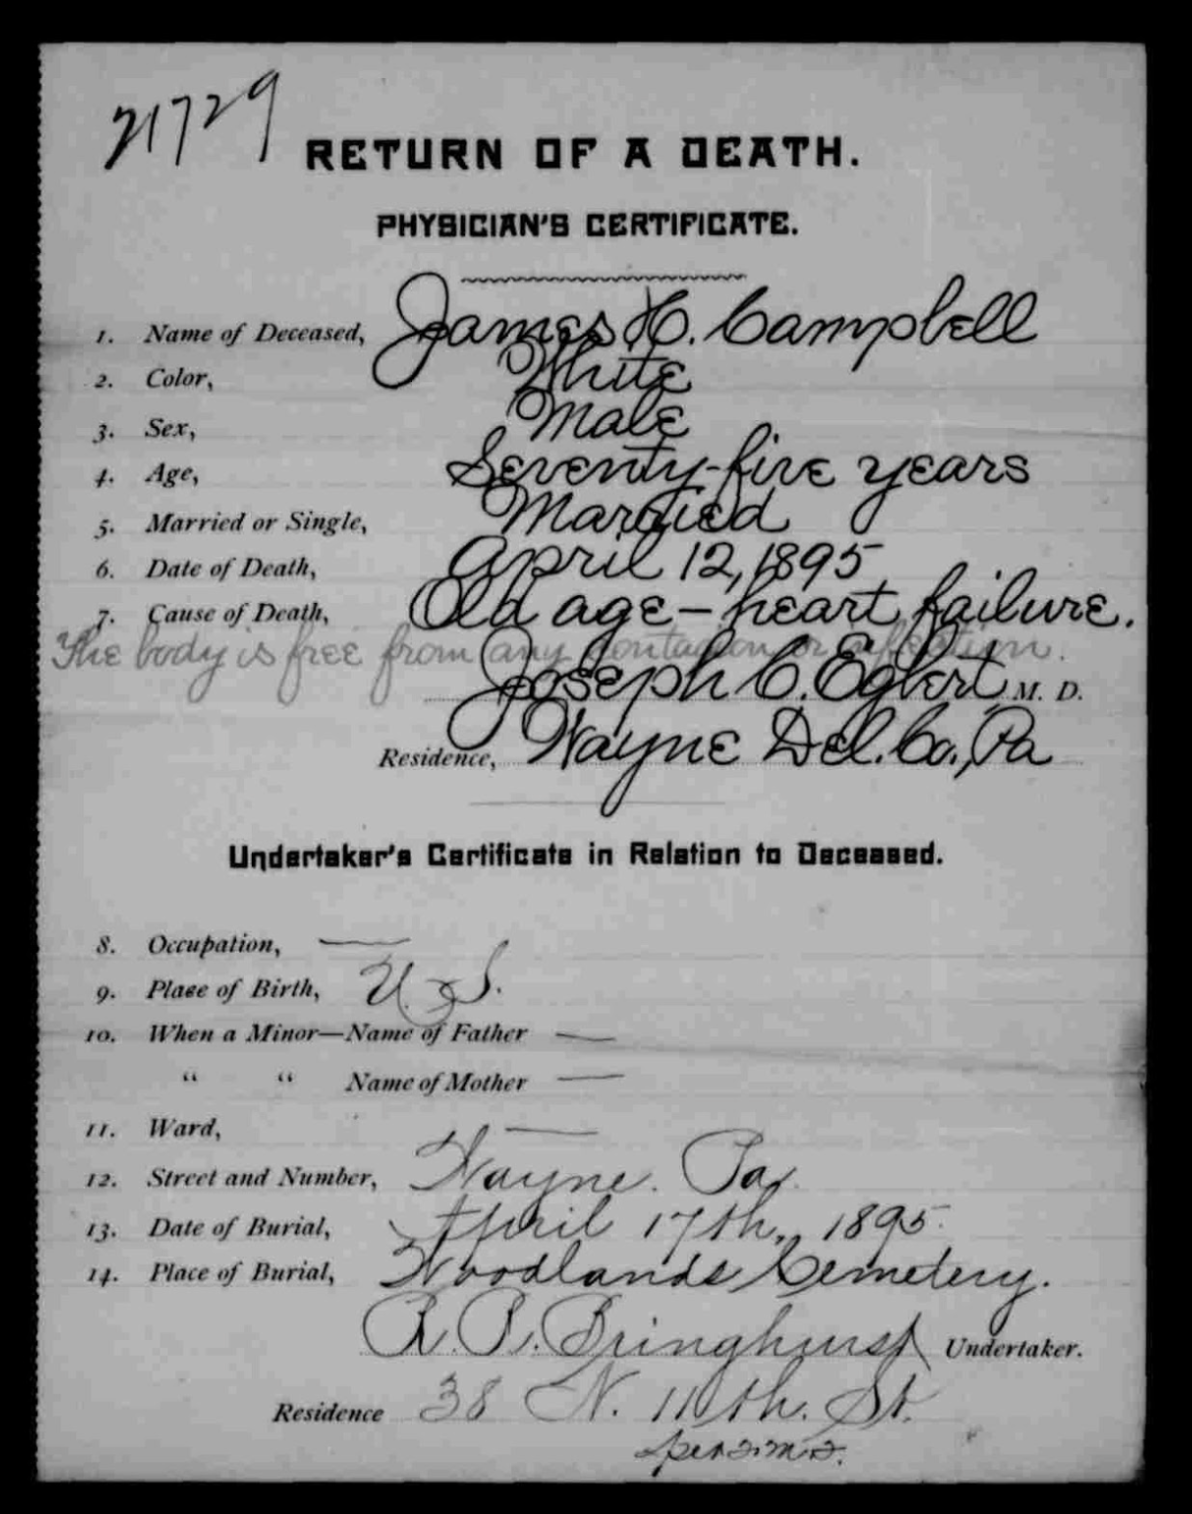 21729
RETURN OF A DEATH.
PHYSICIAN'S CERTIFICATE.
1. Name of Deceased, James H. Campbell
2. Color, White
3. Sex, Male
4. Age, Seventy-five years
5. Married or Single, Married
6. Date of Death, April 12, 1895
7. Cause of Death, Old age – heart failure.
The body is free from any contagion or infection.
Joseph C. Egbert M. D.
Residence, Wayne Del. Co., Pa
Undertaker's Certificate in Relation to Deceased.
8. Occupation, —
9. Place of Birth, U. S.
10. When a Minor—Name of Father —
" " Name of Mother —
11. Ward, —
12. Street and Number, Wayne. Pa.
13. Date of Burial, April 17th, 1895.
14. Place of Burial, Woodlands Cemetery.
R. R. Bringhurst Undertaker.
Residence 38 N. 11th. St.
per